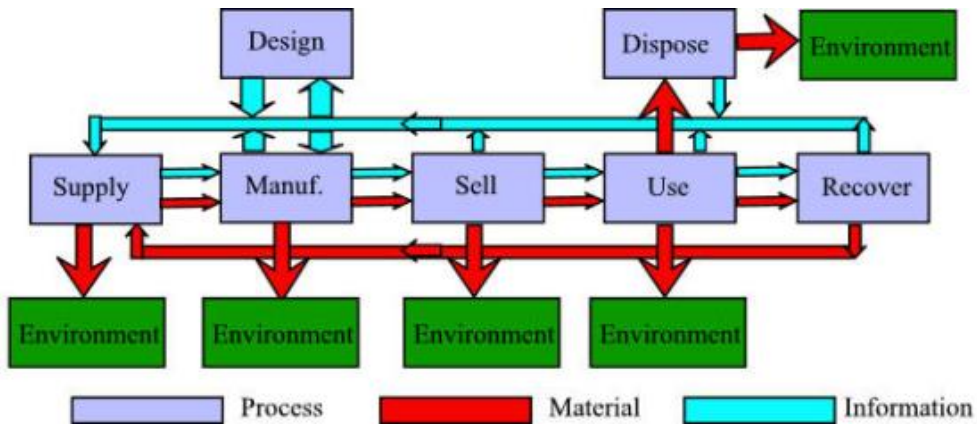 Design
Dispose
Environment
Supply
Manuf.
Sell
Use
Recover
Environment
Environment
Environment
Environment
Process
Material
Information